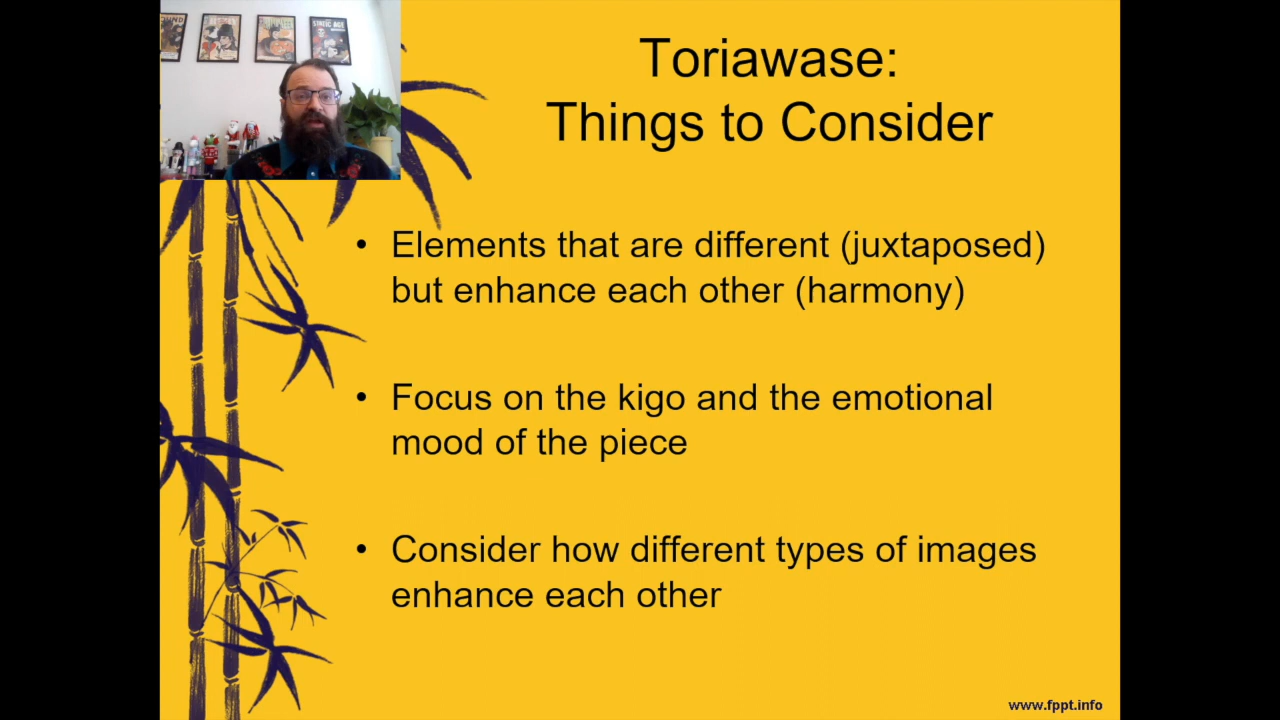 Toriawase:
Things to Consider
• Elements that are different (juxtaposed)
but enhance each other (harmony)
• Focus on the kigo and the emotional
mood of the piece
• Consider how different types of images
enhance each other
www.fppt.info